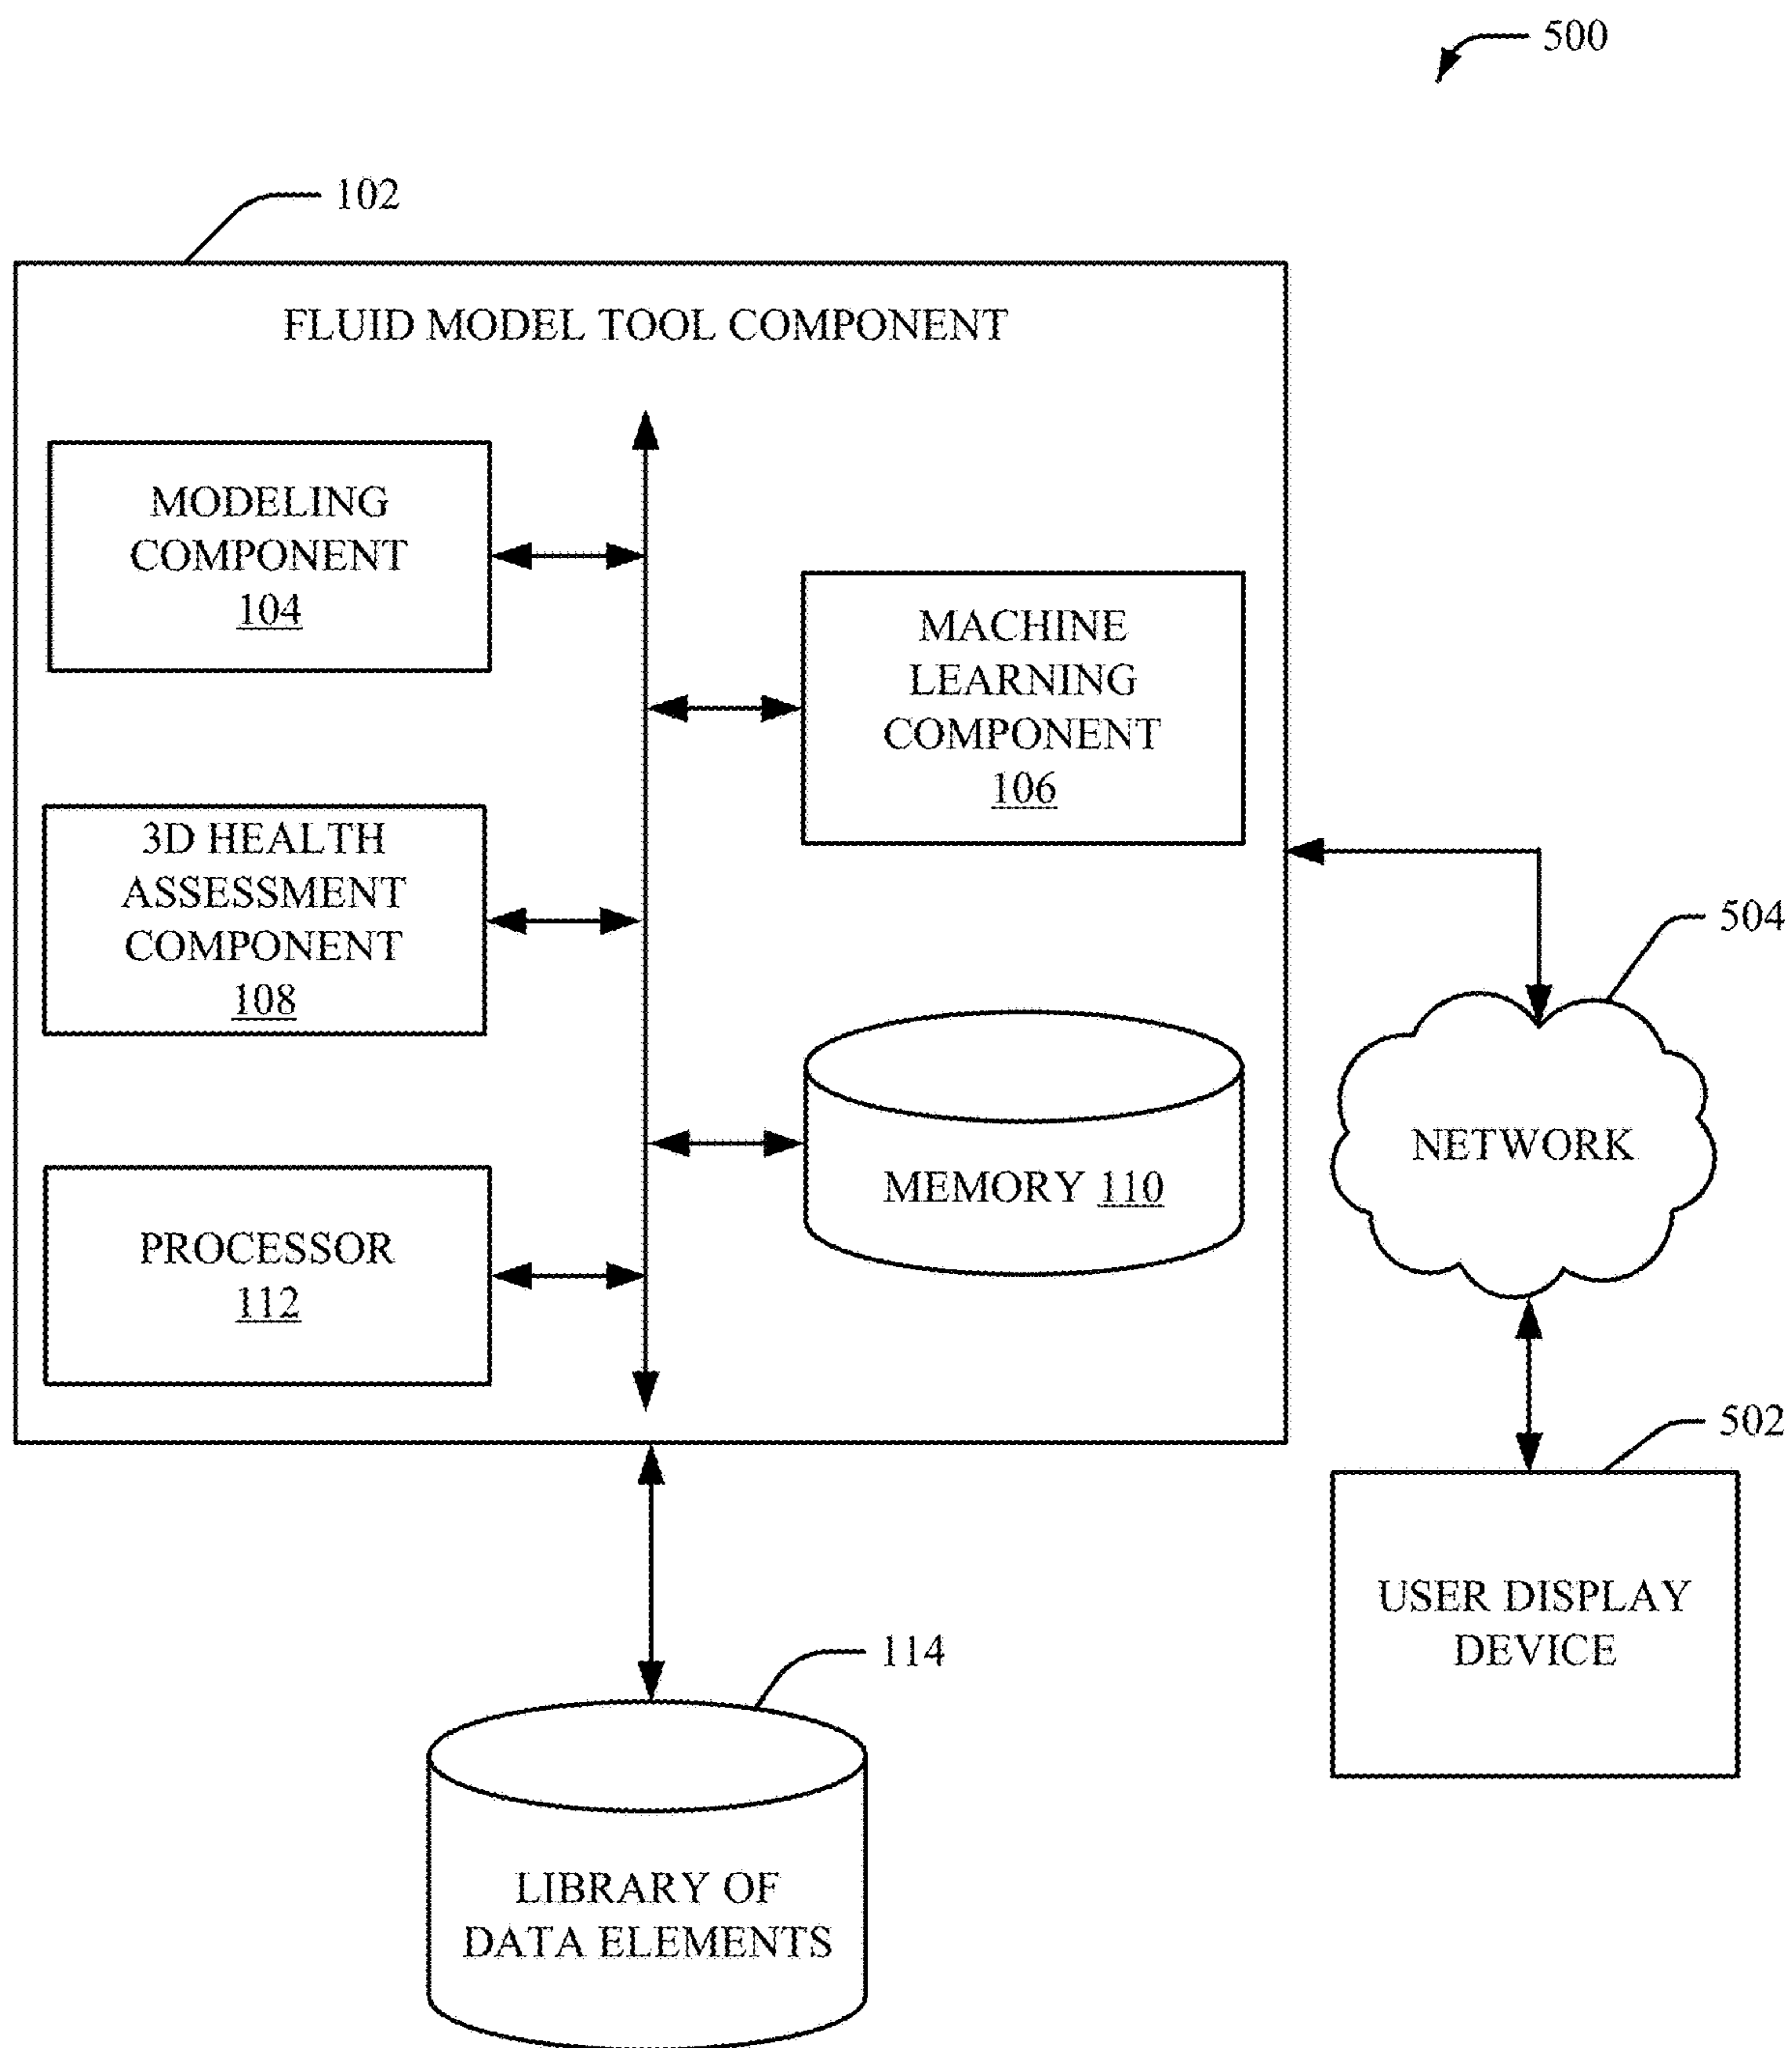 500
102
FLUID MODEL TOOL COMPONENT
MODELING
COMPONENT
104
MACHINE
LEARNING
COMPONENT
106
3D HEALTH
ASSESSMENT
COMPONENT
108
504
NETWORK
MEMORY 110
PROCESSOR
112
502
USER DISPLAY
DEVICE
114
LIBRARY OF
DATA ELEMENTS